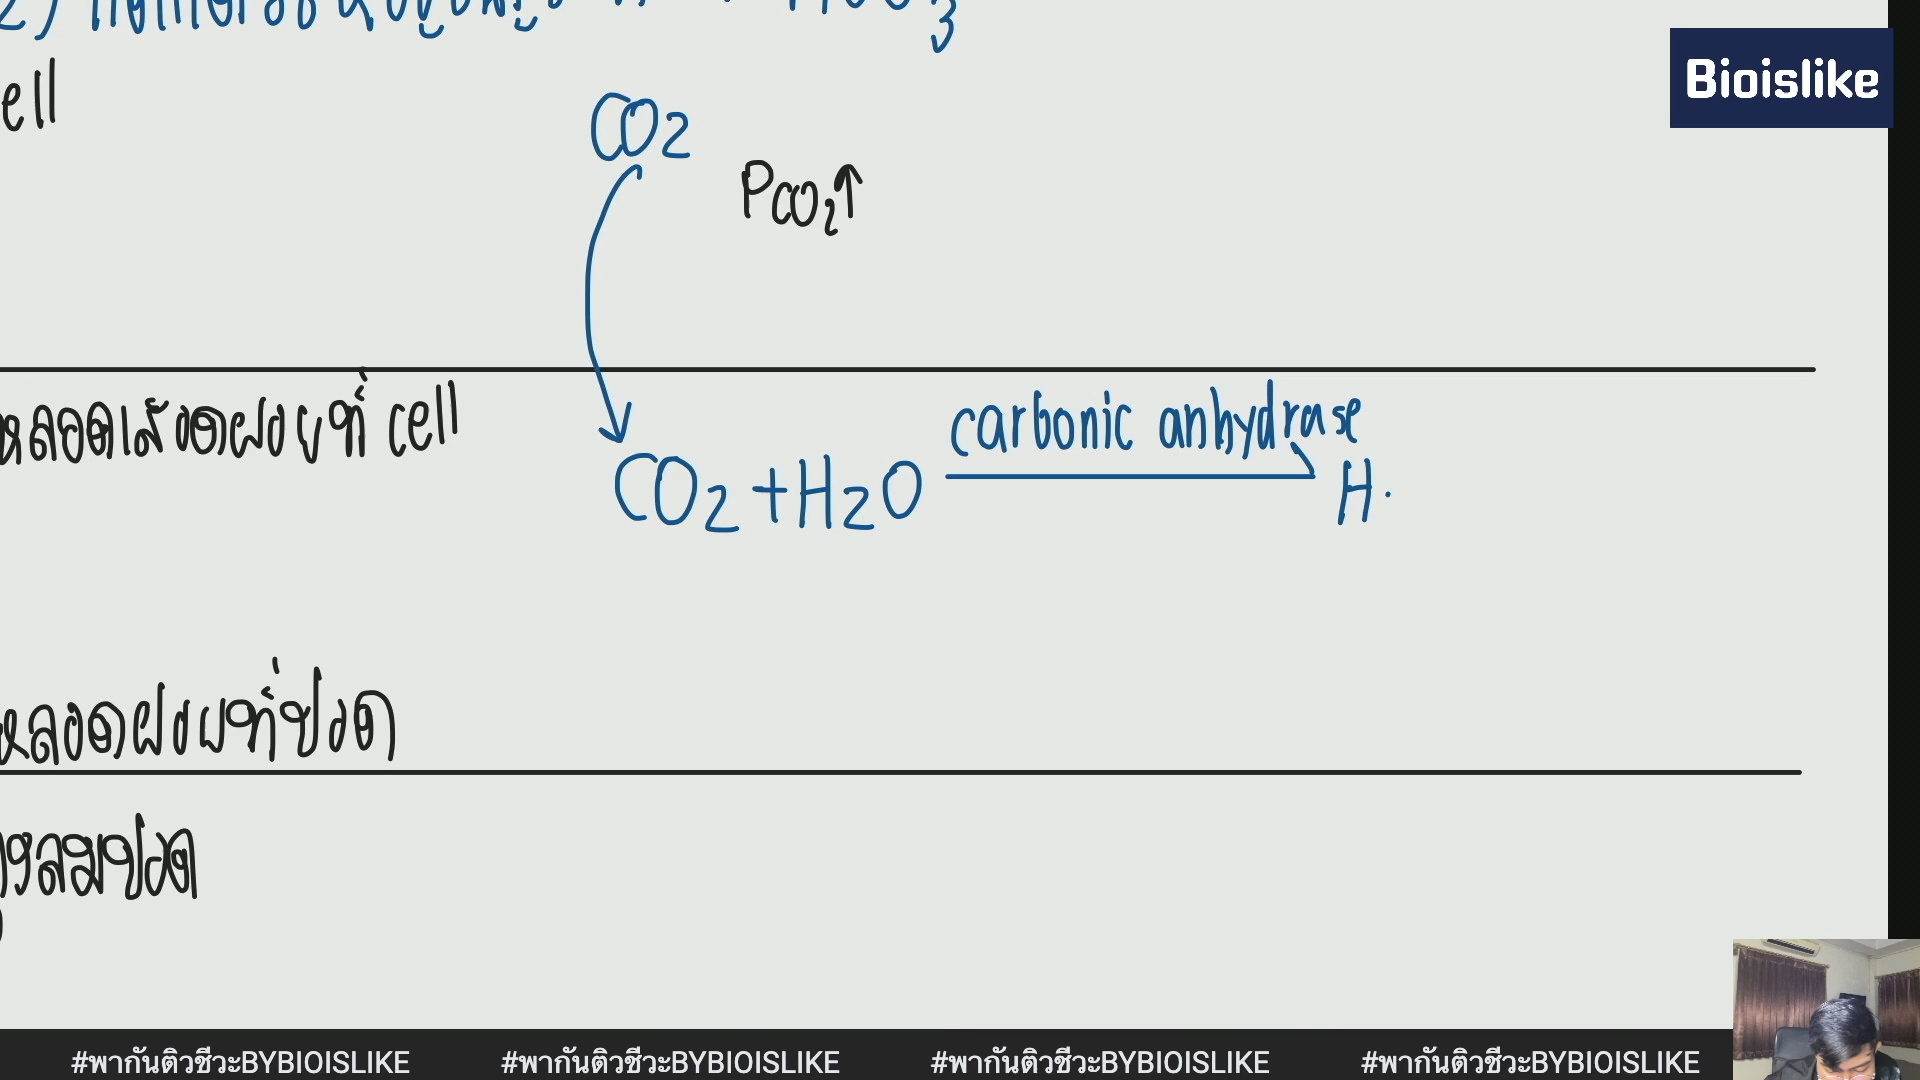 Bioislike
ell
CO2
PCO2↑
หลอดเลือดฝอยที่ cell
carbonic anhydrase
CO2 + H2O → H
หลอดฝอยที่ปอด
ถุงลมปอด
#พากันติวชีวะBYBIOISLIKE #พากันติวชีวะBYBIOISLIKE #พากันติวชีวะBYBIOISLIKE #พากันติวชีวะBYBIOISLIKE